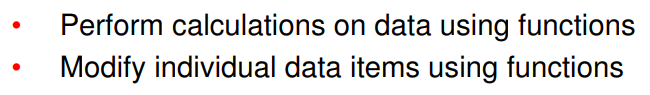 • Perform calculations on data using functions
• Modify individual data items using functions